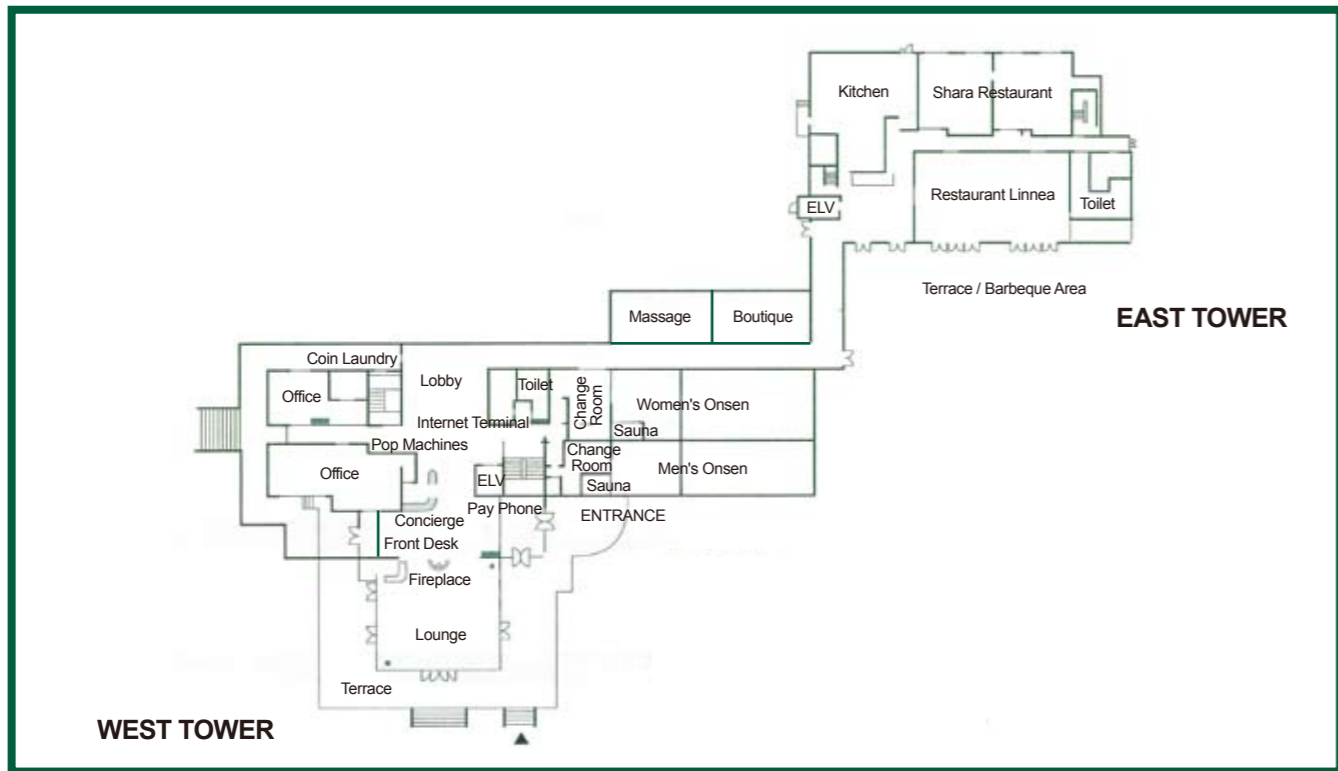 Kitchen
Shara Restaurant
Restaurant Linnea
ELV
Toilet
Terrace / Barbeque Area
EAST TOWER
Massage
Boutique
Coin Laundry
Lobby
Toilet
Change
Room
Office
Women's Onsen
Internet Terminal
Sauna
Pop Machines
Change
Room
Men's Onsen
Office
ELV
Sauna
Pay Phone
ENTRANCE
Concierge
Front Desk
Fireplace
Lounge
Terrace
WEST TOWER